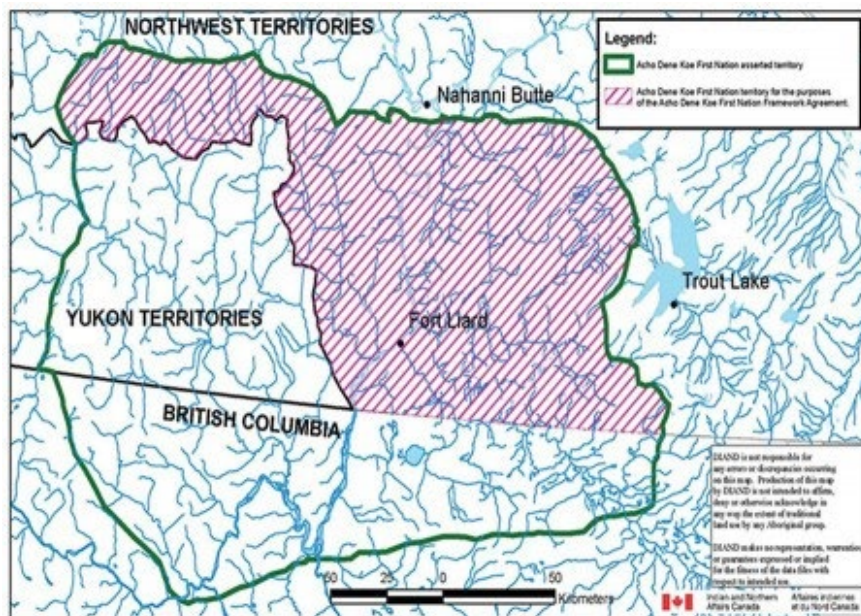 NORTHWEST TERRITORIES
Legend:
Acho Dene Koe First Nation asserted territory
Acho Dene Koe First Nation territory for the purposes
of the Acho Dene Koe First Nation Framework Agreement.
Nahanni Butte
Trout Lake
Fort Liard
YUKON TERRITORIES
BRITISH COLUMBIA
DIAND is not responsible for
any errors or discrepancies occurring
on this map. Production of this map
by DIAND is not intended to affirm,
deny or otherwise acknowledge in
any way the extent of traditional
land use by any Aboriginal group.
DIAND makes no representation, warranties
or guarantees expressed or implied
for the fitness of the data files with
respect to intended use.
50 25 0 50
Kilometers
Indian and Northern Affaires indiennes
Affairs Canada et du Nord Canada